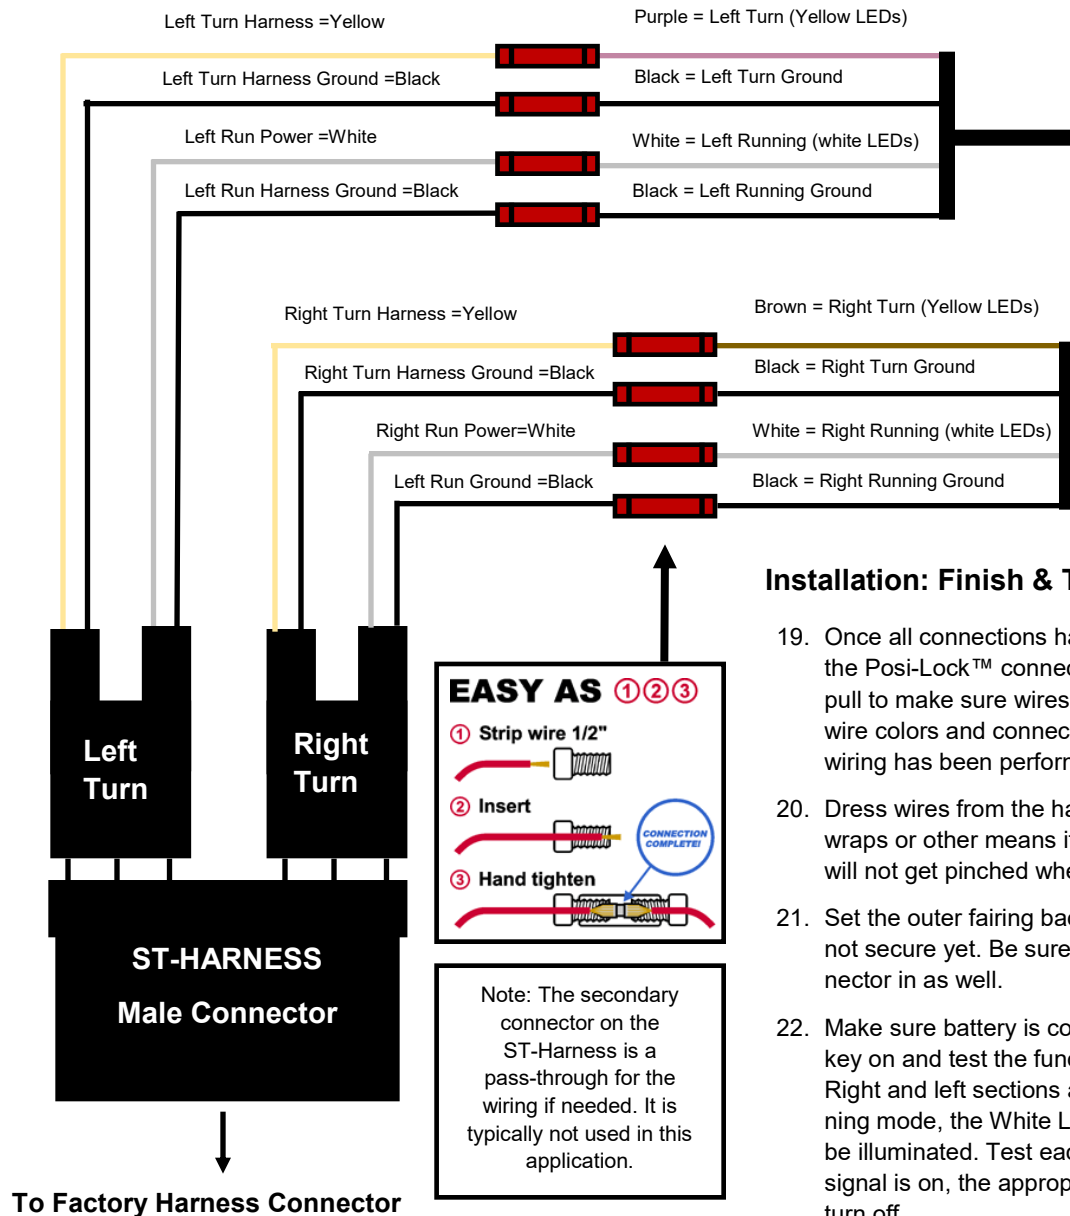 Left Turn Harness =Yellow
Purple = Left Turn (Yellow LEDs)
Left Turn Harness Ground =Black
Black = Left Turn Ground
Left Run Power =White
White = Left Running (white LEDs)
Left Run Harness Ground =Black
Black = Left Running Ground
Right Turn Harness =Yellow
Brown = Right Turn (Yellow LEDs)
Right Turn Harness Ground =Black
Black = Right Turn Ground
Right Run Power=White
White = Right Running (white LEDs)
Left Run Ground =Black
Black = Right Running Ground
Left
Turn
Right
Turn
ST-HARNESS
Male Connector
To Factory Harness Connector
EASY AS ①②③
① Strip wire 1/2"
② Insert
CONNECTION
COMPLETE!
③ Hand tighten
Note: The secondary
connector on the
ST-Harness is a
pass-through for the
wiring if needed. It is
typically not used in this
application.
Installation: Finish & T
19. Once all connections ha
the Posi-Lock™ connec
pull to make sure wires
wire colors and connec
wiring has been perforn
20. Dress wires from the ha
wraps or other means i
will not get pinched whe
21. Set the outer fairing bac
not secure yet. Be sure
nector in as well.
22. Make sure battery is co
key on and test the func
Right and left sections a
ning mode, the White L
be illuminated. Test eac
signal is on, the approp
turn off